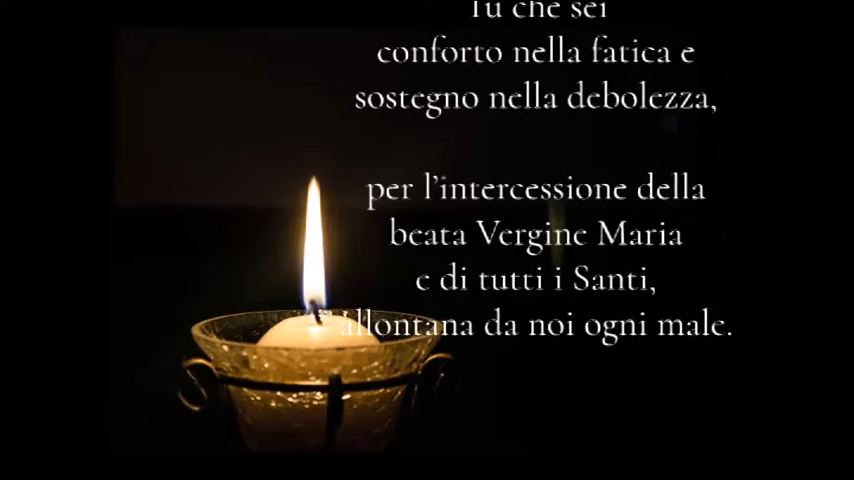 Tu che sei
conforto nella fatica e
sostegno nella debolezza,
per l'intercessione della
beata Vergine Maria
e di tutti i Santi,
allontana da noi ogni male.